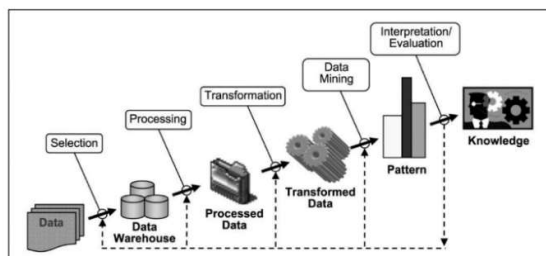 Interpretation/
Evaluation
Data
Mining
Transformation
Processing
Selection
Data
Data
Warehouse
Processed
Data
Transformed
Data
Pattern
Knowledge